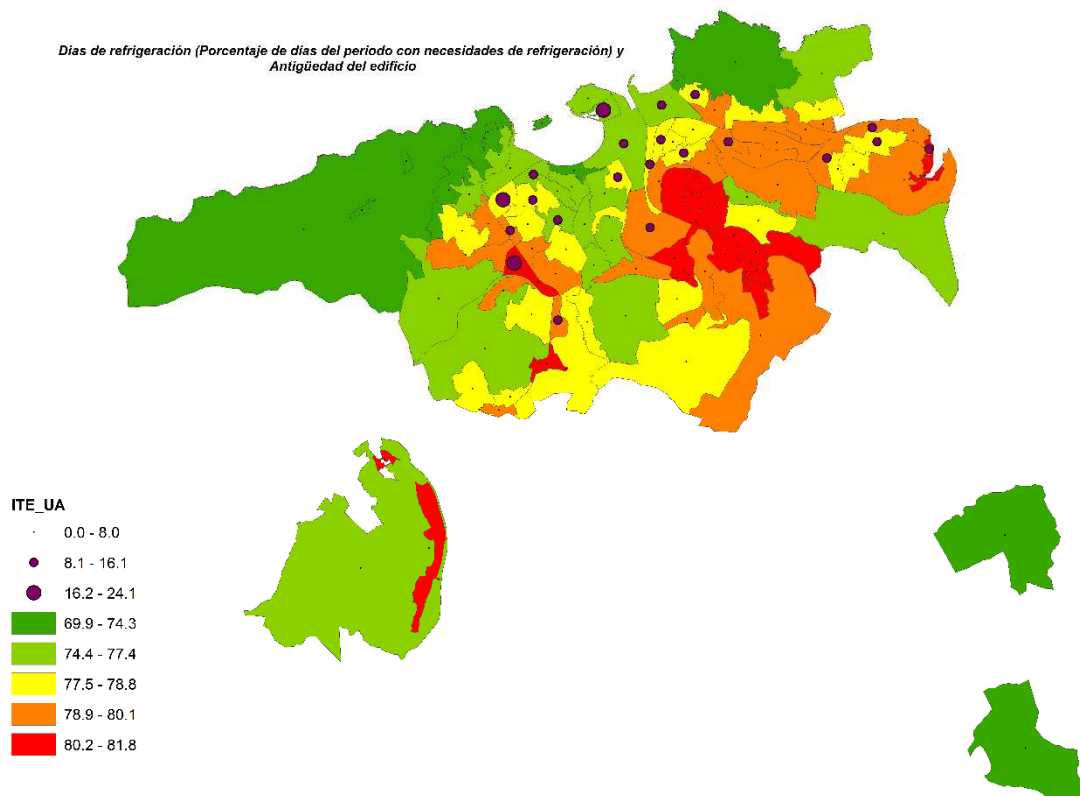 Dias de refrigeración (Porcentaje de días del periodo con necesidades de refrigeración) y
Antigüedad del edificio
ITE_UA
0.0 - 8.0
8.1 - 16.1
16.2 - 24.1
69.9 - 74.3
74.4 - 77.4
77.5 - 78.8
78.9 - 80.1
80.2 - 81.8